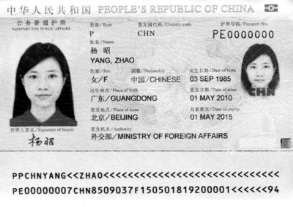 中华人民共和国 PEOPLE'S REPUBLIC OF CHINA
公务普通护照
PASSPORT FOR PUBLIC AFFAIRS
类型/Type
签发国代码/Country code
护照号码/Passport No.
P
CHN
PE0000000
姓名/Name
杨 昭
YANG, ZHAO
性别/Sex
国籍/Nationality
出生日期/Date of birth
女/F
中国/CHINESE
03 SEP 1985
出生地点/Place of birth
签发日期/Date of issue
广东/GUANGDONG
01 MAY 2010
签发地点/Place of issue
有效期至/Date of expiry
北京/BEIJING
01 MAY 2015
签发机关/Authority
外交部/MINISTRY OF FOREIGN AFFAIRS
持照人签名/Signature of bearer
杨昭
PPCHNYANG<<ZHAO<<<<<<<<<<<<<<<<<<<<<<<<<<<<<
PE00000007CHN8509037F150501819200001<<<<<<94